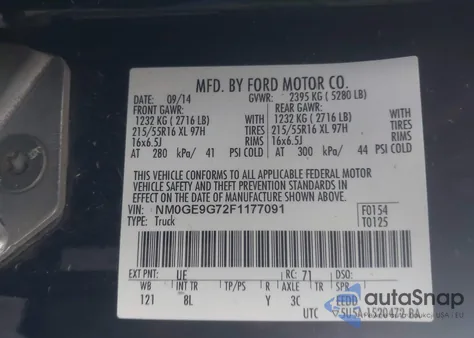 MFD. BY FORD MOTOR CO.
DATE: 09/14 GVWR: 2395 KG ( 5280 LB)
FRONT GAWR: REAR GAWR:
1232 KG ( 2716 LB) WITH 1232 KG ( 2716 LB) WITH
215/55R16 XL 97H TIRES 215/55R16 XL 97H TIRES
16x6.5J RIMS 16x6.5J RIMS
AT 280 kPa/ 41 PSI COLD AT 300 kPa/ 44 PSI COLD
THIS VEHICLE CONFORMS TO ALL APPLICABLE FEDERAL MOTOR
VEHICLE SAFETY AND THEFT PREVENTION STANDARDS IN
EFFECT ON THE DATE OF MANUFACTURE SHOWN ABOVE.
VIN: NM0GE9G72F1177091 F0154
TYPE: Truck T0125
EXT PNT: UE RC: 71 DSO:
WB INT TR TP/PS R AXLE TR SPR
121 8L Y 3C EEDD
UTC
autoSnap